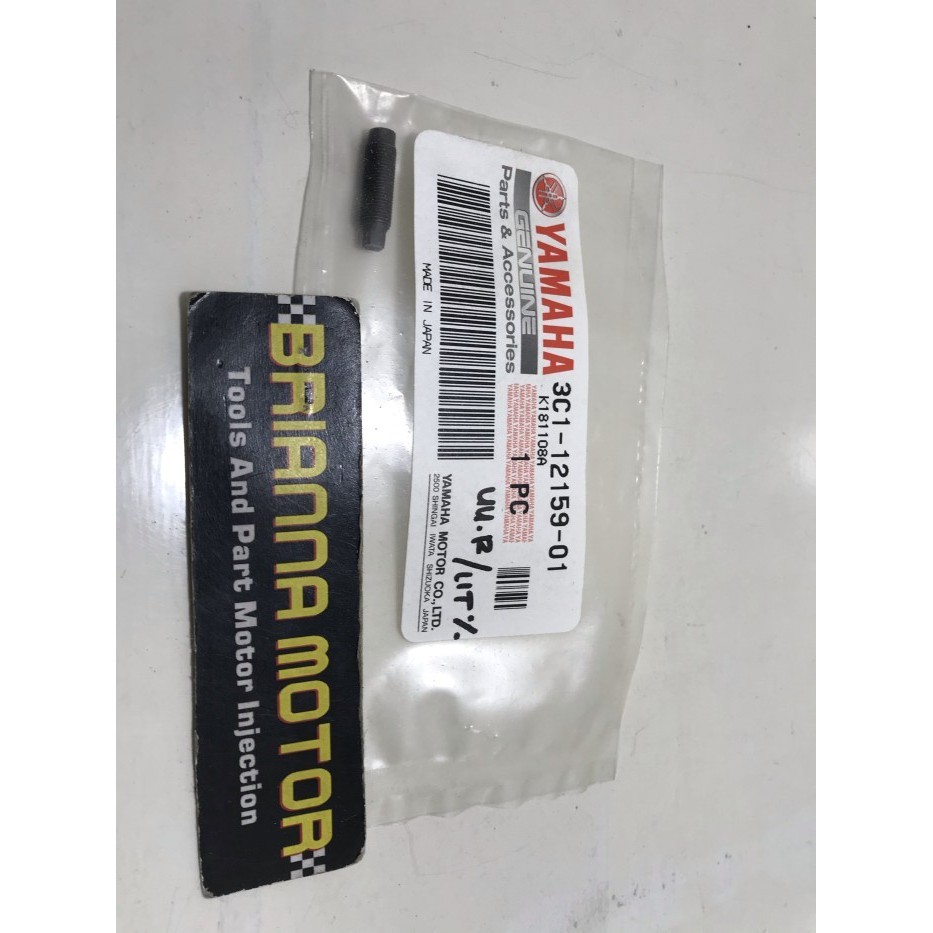 YAMAHA
GENUINE
Parts & Accessories
3C1-12159-01
K181108A
1 PC
MADE IN JAPAN
YAMAHA MOTOR CO., LTD.
2500 SHINGAI IWATA SHIZUOKA JAPAN
BRIANNA MOTOR
Tools And Part Motor Injection